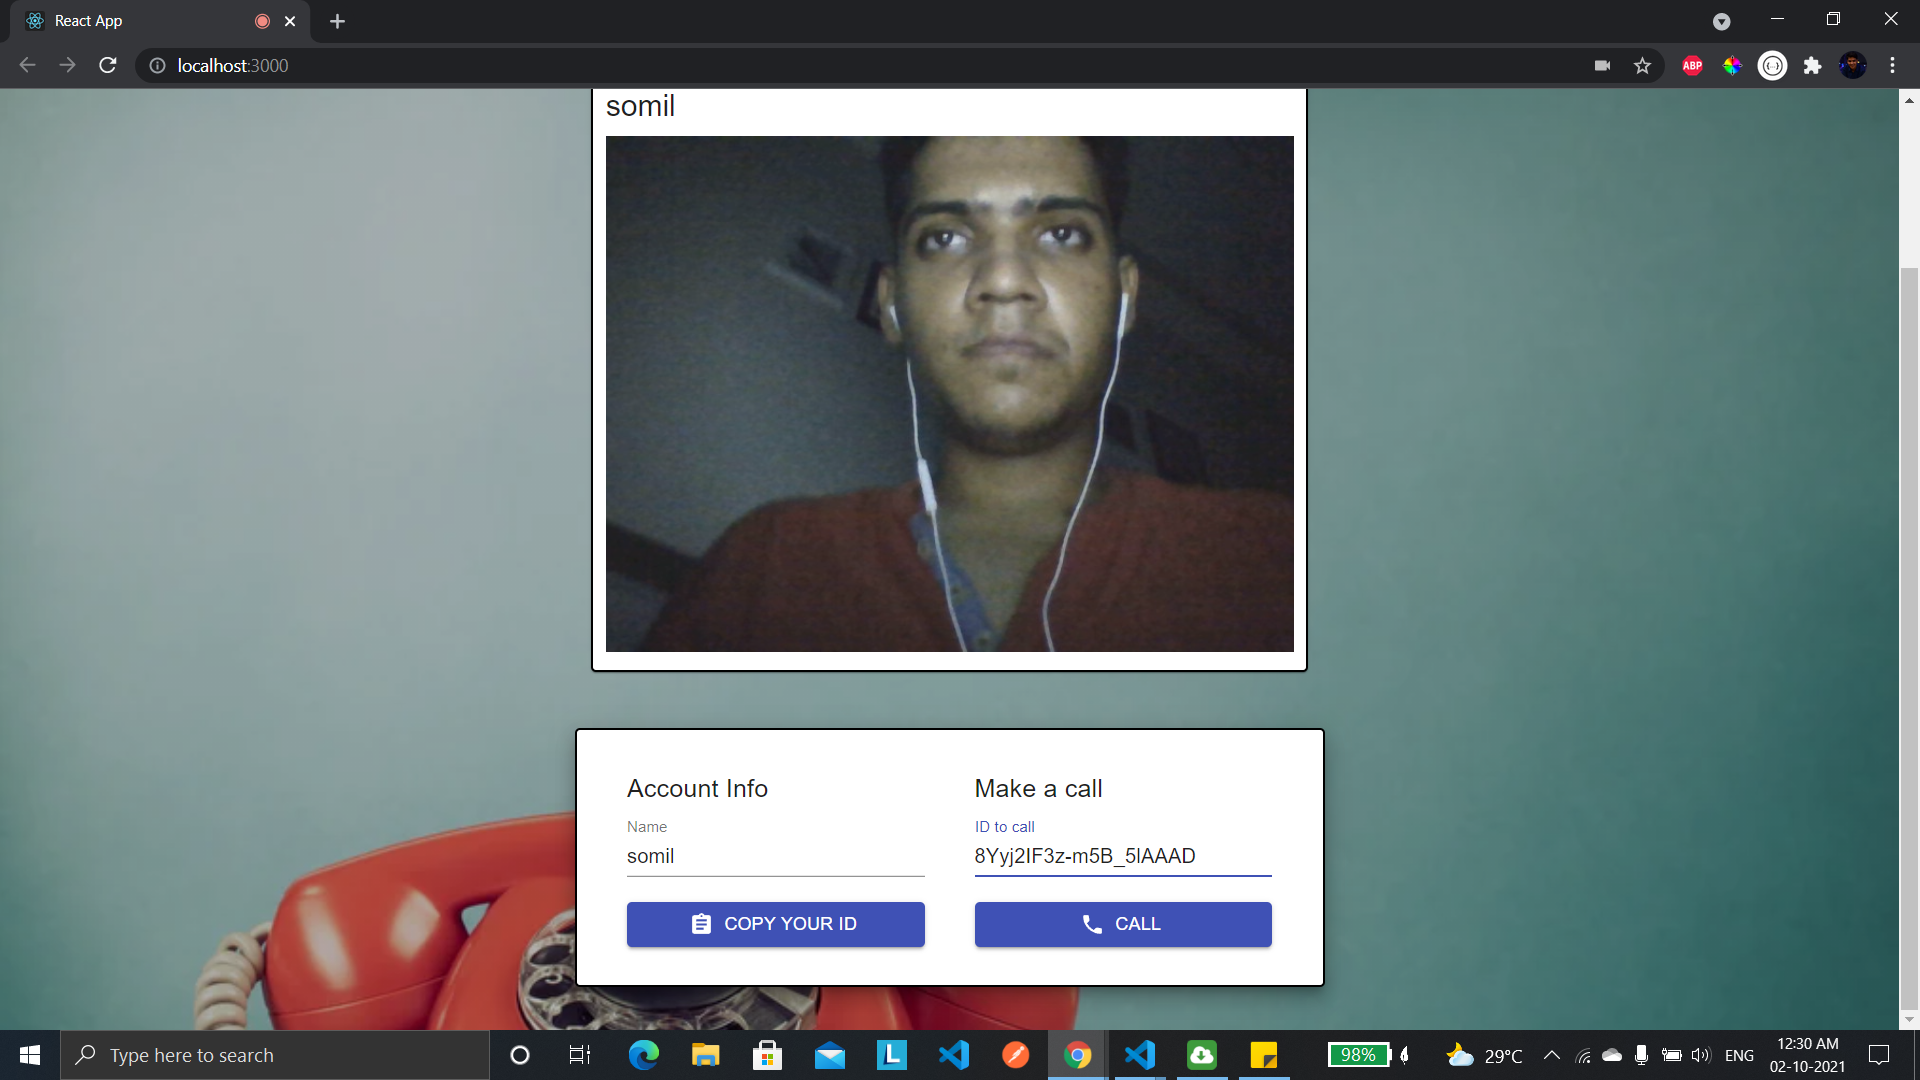 React App
localhost:3000
ABP
somil
Account Info
Make a call
Name
ID to call
somil
8Yyj2IF3z-m5B_5lAAAD
COPY YOUR ID
CALL
Type here to search
L
98%
29°C
ENG
12:30 AM
02-10-2021